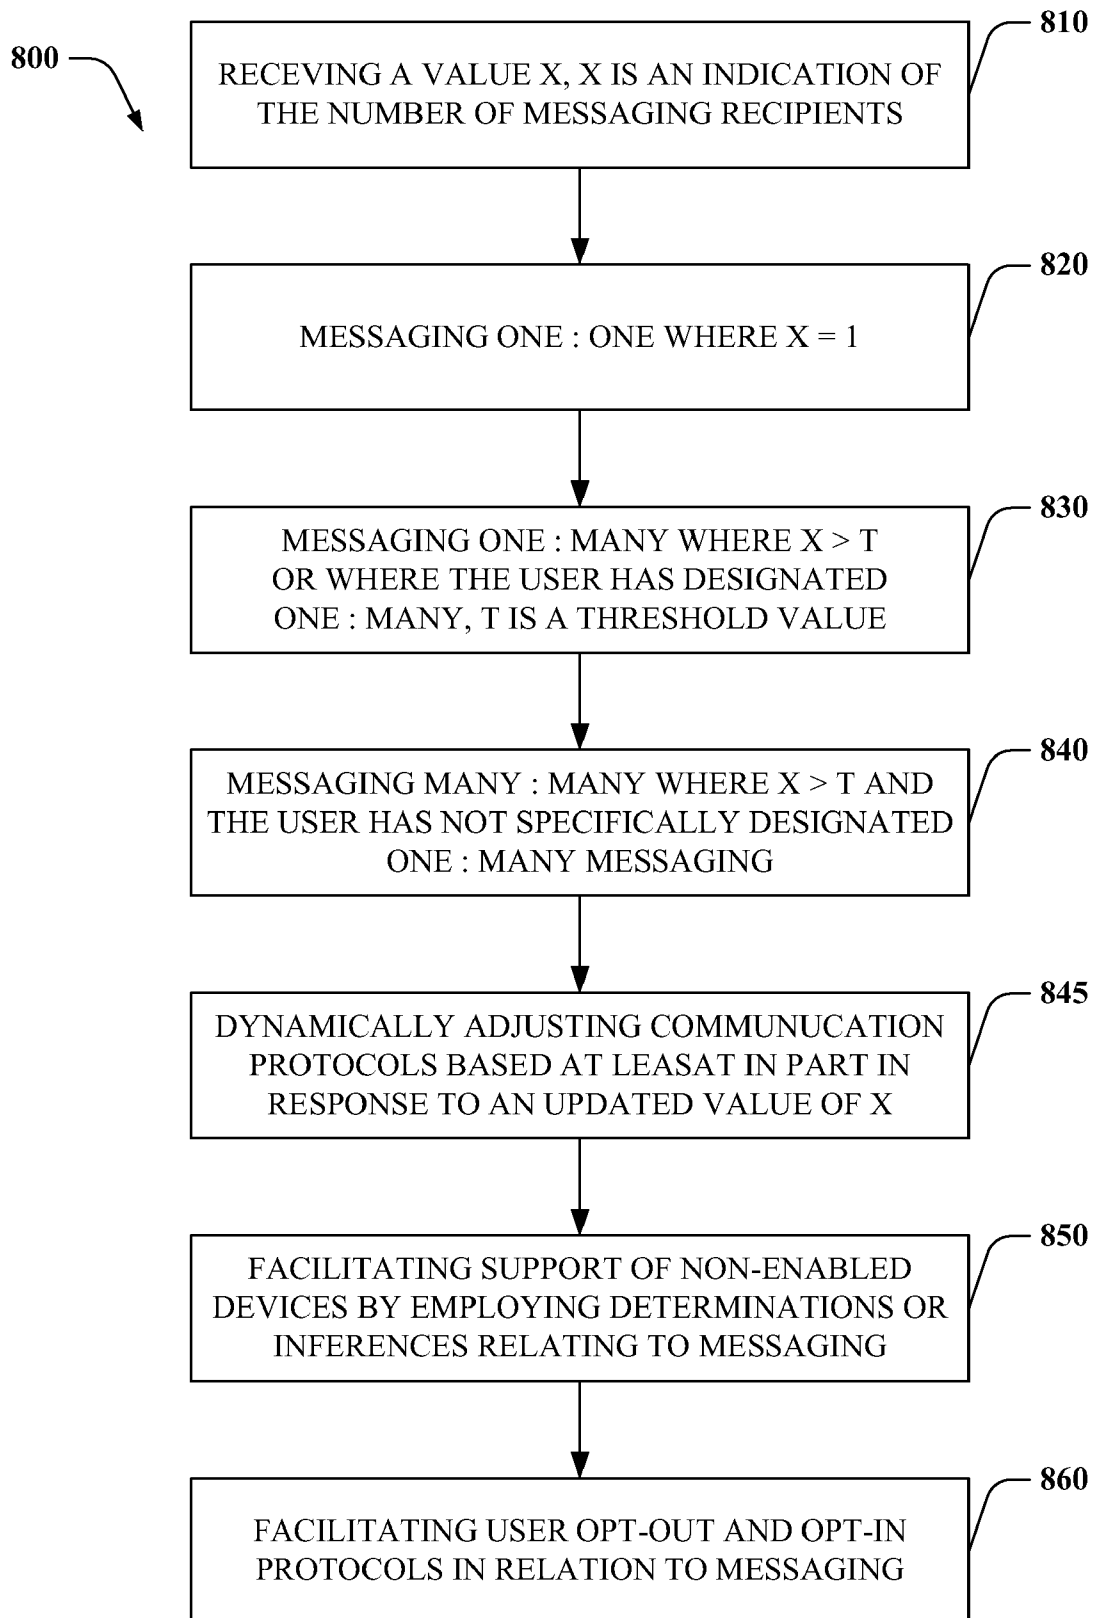 800
810
RECEVING A VALUE X, X IS AN INDICATION OF
THE NUMBER OF MESSAGING RECIPIENTS
820
MESSAGING ONE : ONE WHERE X = 1
830
MESSAGING ONE : MANY WHERE X > T
OR WHERE THE USER HAS DESIGNATED
ONE : MANY, T IS A THRESHOLD VALUE
840
MESSAGING MANY : MANY WHERE X > T AND
THE USER HAS NOT SPECIFICALLY DESIGNATED
ONE : MANY MESSAGING
845
DYNAMICALLY ADJUSTING COMMUNUCATION
PROTOCOLS BASED AT LEASAT IN PART IN
RESPONSE TO AN UPDATED VALUE OF X
850
FACILITATING SUPPORT OF NON-ENABLED
DEVICES BY EMPLOYING DETERMINATIONS OR
INFERENCES RELATING TO MESSAGING
860
FACILITATING USER OPT-OUT AND OPT-IN
PROTOCOLS IN RELATION TO MESSAGING